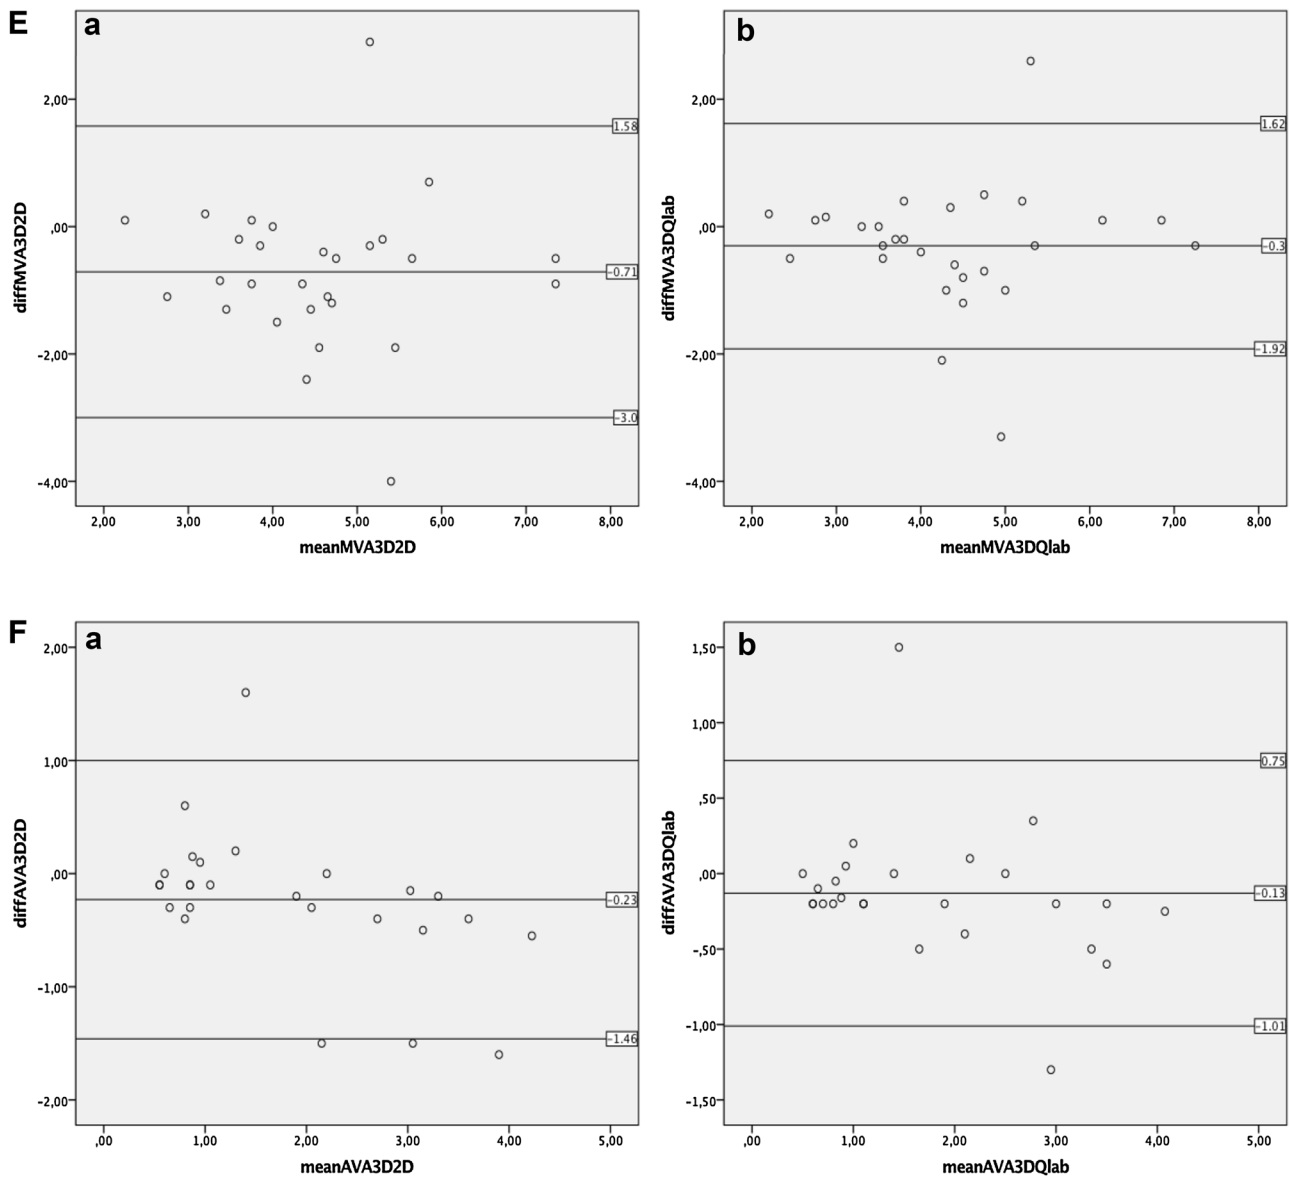 E
a
2,00
,00
-2,00
-4,00
1.58
-0.71
-3.0
diffMVA3D2D
2,00 3,00 4,00 5,00 6,00 7,00 8,00
meanMVA3D2D
b
2,00
,00
-2,00
-4,00
1.62
-0.3
-1.92
diffMVA3DQlab
2,00 3,00 4,00 5,00 6,00 7,00 8,00
meanMVA3DQlab
F
a
2,00
1,00
,00
-1,00
-2,00
-0.23
-1.46
diffAVA3D2D
,00 1,00 2,00 3,00 4,00 5,00
meanAVA3D2D
b
1,50
1,00
,50
,00
-,50
-1,00
-1,50
0.75
-0.13
-1.01
diffAVA3DQlab
,00 1,00 2,00 3,00 4,00 5,00
meanAVA3DQlab